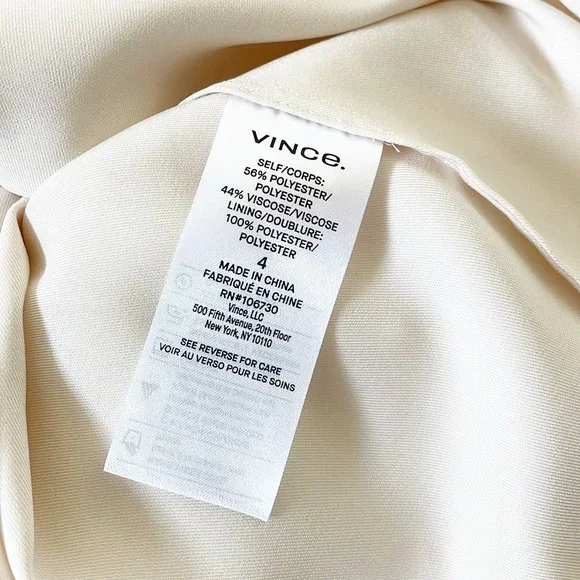 VINCE.
SELF/CORPS:
56% POLYESTER/
POLYESTER
44% VISCOSE/VISCOSE
LINING/DOUBLURE:
100% POLYESTER/
POLYESTER
4
MADE IN CHINA
FABRIQUÉ EN CHINE
RN#106730
Vince, LLC
500 Fifth Avenue, 20th Floor
New York, NY 10110
SEE REVERSE FOR CARE
VOIR AU VERSO POUR LES SOINS